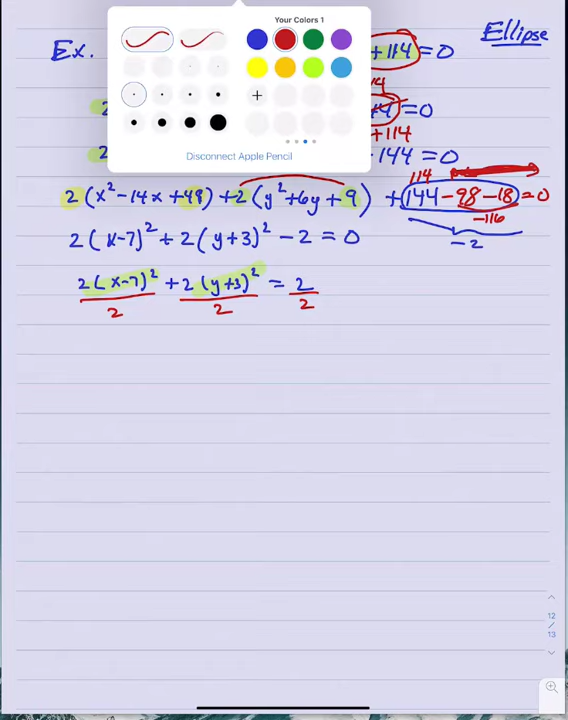 Your Colors 1
Ellipse
Ex.
+114 = 0
= 0
+114
2
- 144 = 0
114
2(x²-14x+49) +2(y²+6y+9) +(144-98-18)=0
-116
-2
2(x-7)²+2(y+3)²-2=0
2(x-7)²/2 +2(y+3)²/2 = 2/2
Disconnect Apple Pencil
12
/
13